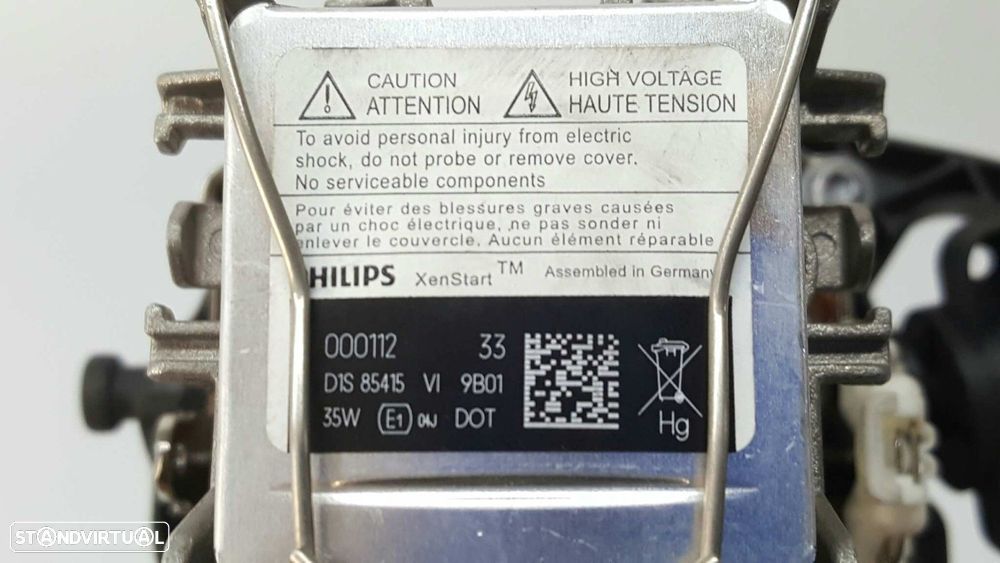 CAUTION
ATTENTION
HIGH VOLTAGE
HAUTE TENSION
To avoid personal injury from electric
shock, do not probe or remove cover.
No serviceable components
Pour éviter des blessures graves causées
par un choc électrique, ne pas sonder ni
enlever le couvercle. Aucun élément réparable
PHILIPS XenStart™ Assembled in Germany
000112 33
D1S 85415 VI 9B01
35W E1 04J DOT
Hg
STANDVIRTUAL